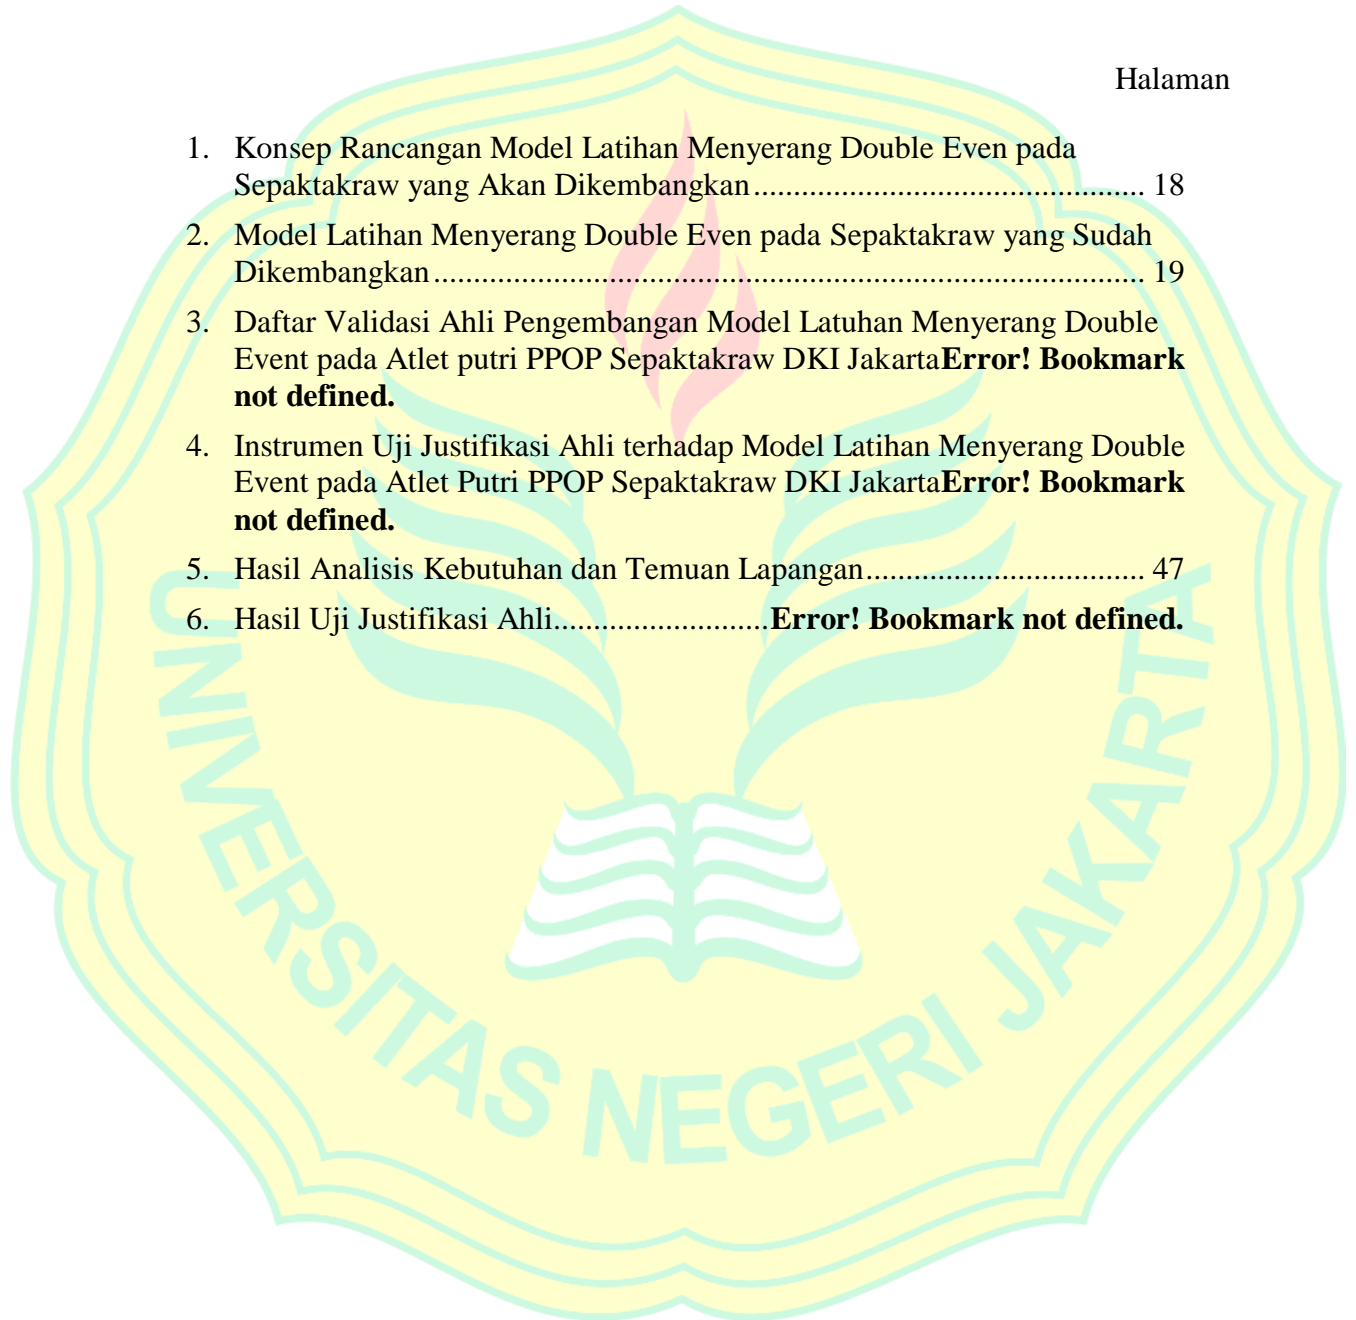 Halaman
1. Konsep Rancangan Model Latihan Menyerang Double Even pada
Sepaktakraw yang Akan Dikembangkan................................................. 18
2. Model Latihan Menyerang Double Even pada Sepaktakraw yang Sudah
Dikembangkan......................................................................................... 19
3. Daftar Validasi Ahli Pengembangan Model Latuhan Menyerang Double
Event pada Atlet putri PPOP Sepaktakraw DKI JakartaError! Bookmark
not defined.
4. Instrumen Uji Justifikasi Ahli terhadap Model Latihan Menyerang Double
Event pada Atlet Putri PPOP Sepaktakraw DKI JakartaError! Bookmark
not defined.
5. Hasil Analisis Kebutuhan dan Temuan Lapangan................................... 47
6. Hasil Uji Justifikasi Ahli...........................Error! Bookmark not defined.
UNIVERSITAS NEGERI JAKARTA